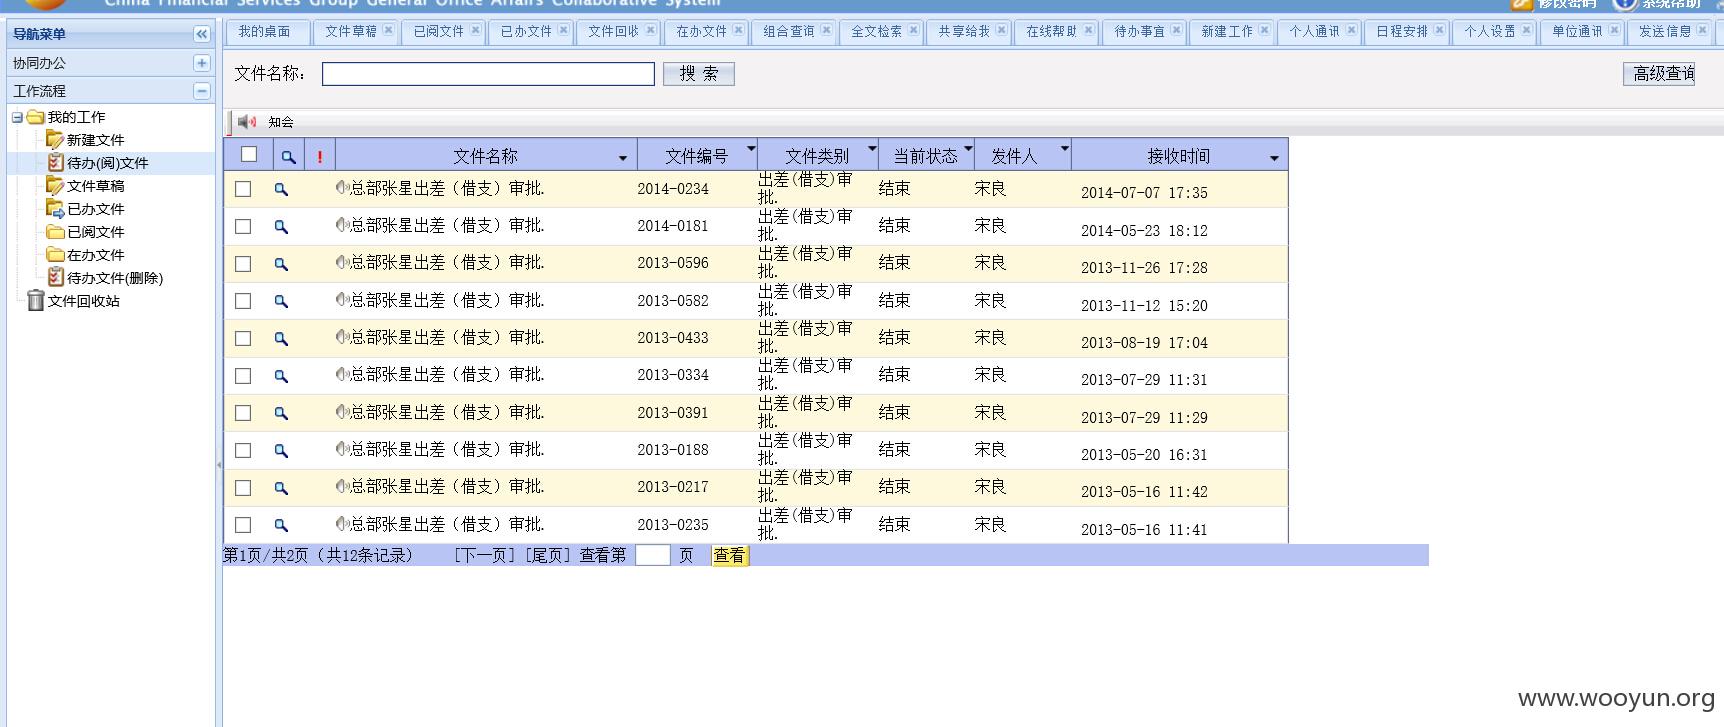 China Financial Services Group General Office Affairs Collaborative System
修改密码 系统帮助
导航菜单
我的桌面 文件草稿 已阅文件 已办文件 文件回收 在办文件 组合查询 全文检索 共享给我 在线帮助 待办事宜 新建工作 个人通讯 日程安排 个人设置 单位通讯 发送信息
协同办公
工作流程
我的工作
新建文件
待办(阅)文件
文件草稿
已办文件
已阅文件
在办文件
待办文件(删除)
文件回收站
文件名称： 搜 索 高级查询
知会
! 文件名称 文件编号 文件类别 当前状态 发件人 接收时间
总部张星出差（借支）审批. 2014-0234 出差(借支)审批. 结束 宋良 2014-07-07 17:35
总部张星出差（借支）审批. 2014-0181 出差(借支)审批. 结束 宋良 2014-05-23 18:12
总部张星出差（借支）审批. 2013-0596 出差(借支)审批. 结束 宋良 2013-11-26 17:28
总部张星出差（借支）审批. 2013-0582 出差(借支)审批. 结束 宋良 2013-11-12 15:20
总部张星出差（借支）审批. 2013-0433 出差(借支)审批. 结束 宋良 2013-08-19 17:04
总部张星出差（借支）审批. 2013-0334 出差(借支)审批. 结束 宋良 2013-07-29 11:31
总部张星出差（借支）审批. 2013-0391 出差(借支)审批. 结束 宋良 2013-07-29 11:29
总部张星出差（借支）审批. 2013-0188 出差(借支)审批. 结束 宋良 2013-05-20 16:31
总部张星出差（借支）审批. 2013-0217 出差(借支)审批. 结束 宋良 2013-05-16 11:42
总部张星出差（借支）审批. 2013-0235 出差(借支)审批. 结束 宋良 2013-05-16 11:41
第1页/共2页（共12条记录） [下一页] [尾页] 查看第 页 查看
www.wooyun.org